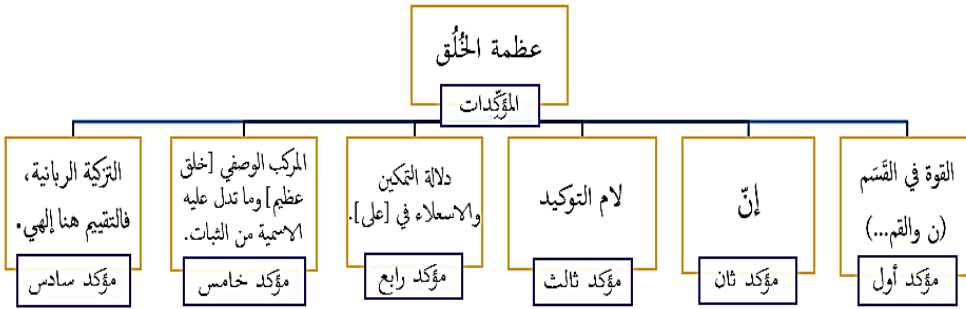 عظمة الخُلُق
المؤكِّدات
القوة في القَسَم
(ن والقم...)
مؤكد أول
إنّ
مؤكد ثان
لام التوكيد
مؤكد ثالث
دلالة التمكين
والاسعلاء في [على].
مؤكد رابع
المركب الوصفي [خلق
عظيم] وما تدل عليه
الاسمية من الثبات.
مؤكد خامس
التزكية الربانية،
فالتقييم هنا إلهي.
مؤكد سادس